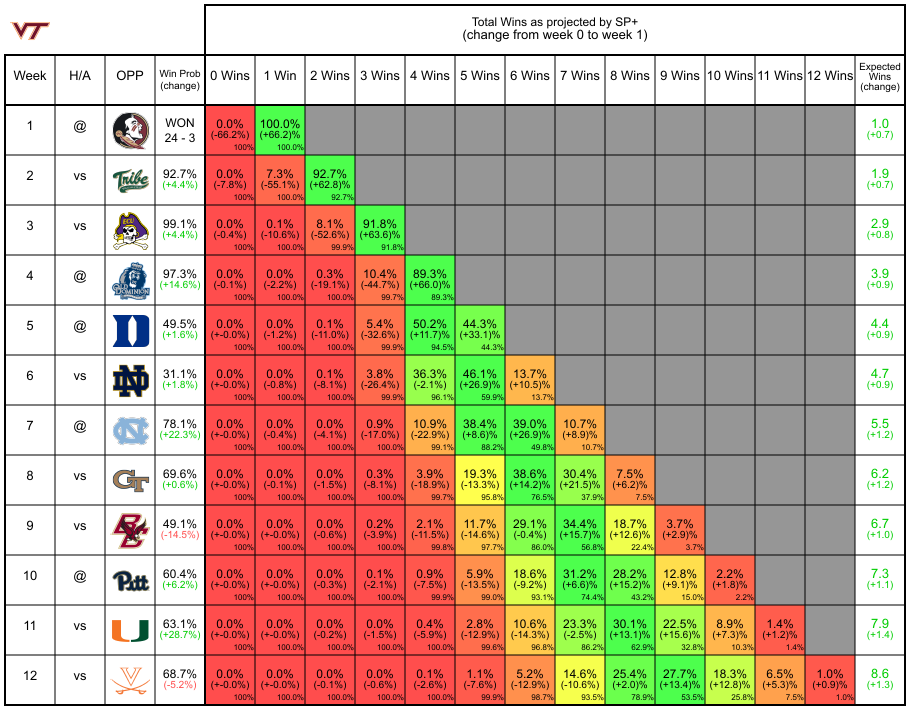 VT
Total Wins as projected by SP+
(change from week 0 to week 1)
Week H/A OPP Win Prob (change) 0 Wins 1 Win 2 Wins 3 Wins 4 Wins 5 Wins 6 Wins 7 Wins 8 Wins 9 Wins 10 Wins 11 Wins 12 Wins Expected Wins (change)
1 @ WON 0.0% 100.0% 1.0
24 - 3 (-66.2%) (+66.2)% (+0.7)
100% 100.0%
2 vs Tribe 92.7% 0.0% 7.3% 92.7% 1.9
(+4.4%) (-7.8%) (-55.1%) (+62.8)% (+0.7)
100% 100.0% 92.7%
3 vs ECU 99.1% 0.0% 0.1% 8.1% 91.8% 2.9
(+4.4%) (-0.4%) (-10.6%) (-52.6%) (+63.6)% (+0.8)
100% 100.0% 99.9% 91.8%
4 @ OLD DOMINION 97.3% 0.0% 0.0% 0.3% 10.4% 89.3% 3.9
(+14.6%) (-0.1%) (-2.2%) (-19.1%) (-44.7%) (+66.0)% (+0.9)
100% 100.0% 100.0% 99.7% 89.3%
5 @ D 49.5% 0.0% 0.0% 0.1% 5.4% 50.2% 44.3% 4.4
(+1.6%) (+-0.0%) (-1.2%) (-11.0%) (-32.6%) (+11.7)% (+33.1)% (+0.9)
100% 100.0% 100.0% 99.9% 94.5% 44.3%
6 vs ND 31.1% 0.0% 0.0% 0.1% 3.8% 36.3% 46.1% 13.7% 4.7
(+1.8%) (+-0.0%) (-0.8%) (-8.1%) (-26.4%) (-2.1%) (+26.9)% (+10.5)% (+0.9)
100% 100.0% 100.0% 99.9% 96.1% 59.9% 13.7%
7 @ NC 78.1% 0.0% 0.0% 0.0% 0.9% 10.9% 38.4% 39.0% 10.7% 5.5
(+22.3%) (+-0.0%) (-0.4%) (-4.1%) (-17.0%) (-22.9%) (+8.6)% (+26.9)% (+8.9)% (+1.2)
100% 100.0% 100.0% 100.0% 99.1% 88.2% 49.8% 10.7%
8 vs GT 69.6% 0.0% 0.0% 0.0% 0.3% 3.9% 19.3% 38.6% 30.4% 7.5% 6.2
(+0.6%) (+-0.0%) (-0.1%) (-1.5%) (-8.1%) (-18.9%) (-13.3%) (+14.2)% (+21.5)% (+6.2)% (+1.2)
100% 100.0% 100.0% 100.0% 99.7% 95.8% 76.5% 37.9% 7.5%
9 vs BC 49.1% 0.0% 0.0% 0.0% 0.2% 2.1% 11.7% 29.1% 34.4% 18.7% 3.7% 6.7
(-14.5%) (+-0.0%) (+-0.0%) (-0.6%) (-3.9%) (-11.5%) (-14.6%) (-0.4%) (+15.7)% (+12.6)% (+2.9)% (+1.0)
100% 100.0% 100.0% 100.0% 99.8% 97.7% 86.0% 56.8% 22.4% 3.7%
10 @ Pitt 60.4% 0.0% 0.0% 0.0% 0.1% 0.9% 5.9% 18.6% 31.2% 28.2% 12.8% 2.2% 7.3
(+6.2%) (+-0.0%) (+-0.0%) (-0.3%) (-2.1%) (-7.5%) (-13.5%) (-9.2%) (+6.6)% (+15.2)% (+9.1)% (+1.8)% (+1.1)
100% 100.0% 100.0% 100.0% 99.9% 99.0% 93.1% 74.4% 43.2% 15.0% 2.2%
11 vs U 63.1% 0.0% 0.0% 0.0% 0.0% 0.4% 2.8% 10.6% 23.3% 30.1% 22.5% 8.9% 1.4% 7.9
(+28.7%) (+-0.0%) (+-0.0%) (-0.2%) (-1.5%) (-5.9%) (-12.9%) (-14.3%) (-2.5%) (+13.1)% (+15.6)% (+7.3)% (+1.2)% (+1.4)
100% 100.0% 100.0% 100.0% 100.0% 99.6% 96.8% 86.2% 62.9% 32.8% 10.3% 1.4%
12 vs V 68.7% 0.0% 0.0% 0.0% 0.0% 0.1% 1.1% 5.2% 14.6% 25.4% 27.7% 18.3% 6.5% 1.0% 8.6
(-5.2%) (+-0.0%) (+-0.0%) (-0.1%) (-0.6%) (-2.6%) (-7.6%) (-12.9%) (-10.6%) (+2.0)% (+13.4)% (+12.8)% (+5.3)% (+0.9)% (+1.3)
100% 100.0% 100.0% 100.0% 100.0% 99.9% 98.7% 93.5% 78.9% 53.5% 25.8% 7.5% 1.0%